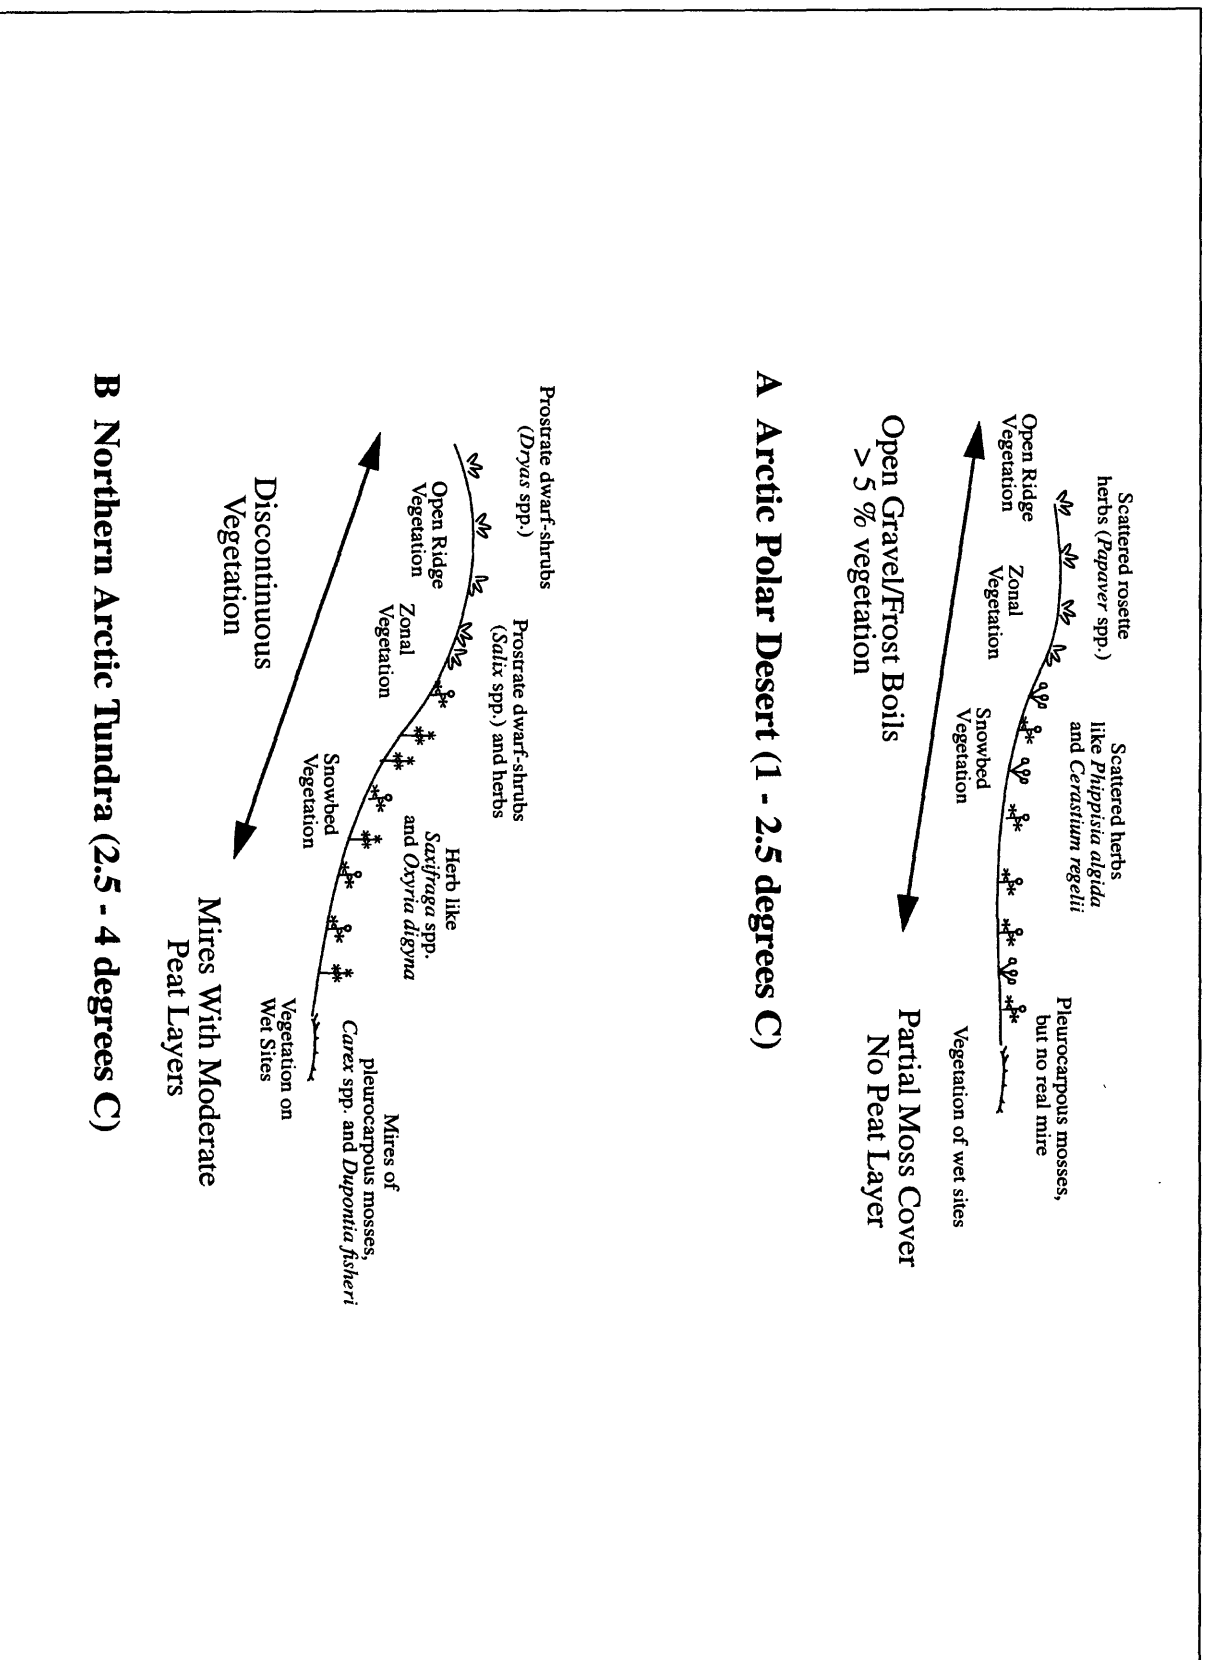 Scattered rosette
herbs (Papaver spp.)
Scattered herbs
like Phippisia algida
and Cerastium regelii
Pleurocarpous mosses,
but no real mire
Open Ridge
Vegetation
Zonal
Vegetation
Snowbed
Vegetation
Vegetation of wet sites
Open Gravel/Frost Boils
> 5 % vegetation
Partial Moss Cover
No Peat Layer
A Arctic Polar Desert (1 - 2.5 degrees C)
Prostrate dwarf-shrubs
(Dryas spp.)
Prostrate dwarf-shrubs
(Salix spp.) and herbs
Herb like
Saxifraga spp.
and Oxyria digyna
Mires of
pleurocarpous mosses,
Carex spp. and Dupontia fisheri
Open Ridge
Vegetation
Zonal
Vegetation
Snowbed
Vegetation
Vegetation on
Wet Sites
Discontinuous
Vegetation
Mires With Moderate
Peat Layers
B Northern Arctic Tundra (2.5 - 4 degrees C)